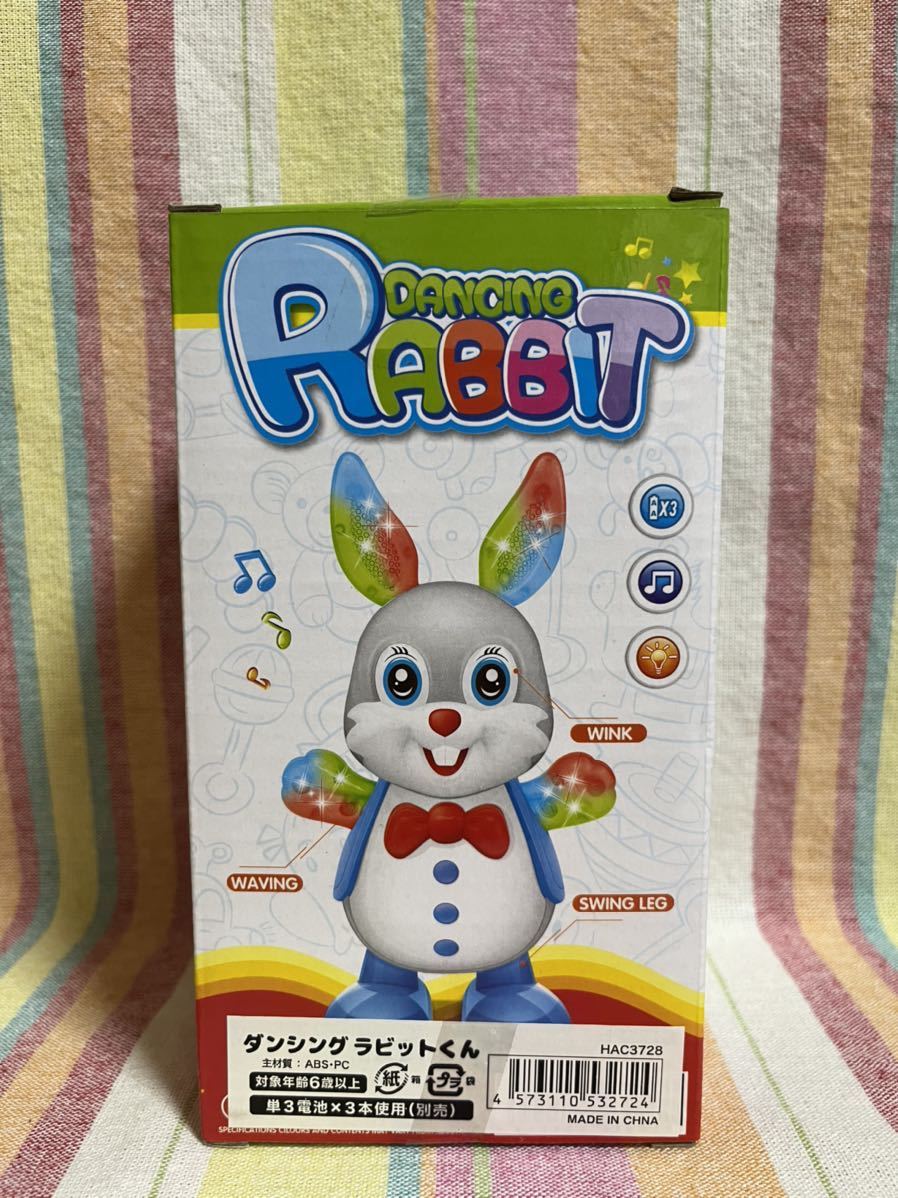 DANCING
RABBIT
X3
WINK
WAVING
SWING LEG
ダンシング ラビットくん
主材質：ABS・PC
対象年齢6歳以上
紙 箱 プラ 袋
単3電池×3本使用(別売)
HAC3728
4 573110 532724
MADE IN CHINA
SPECIFICATIONS